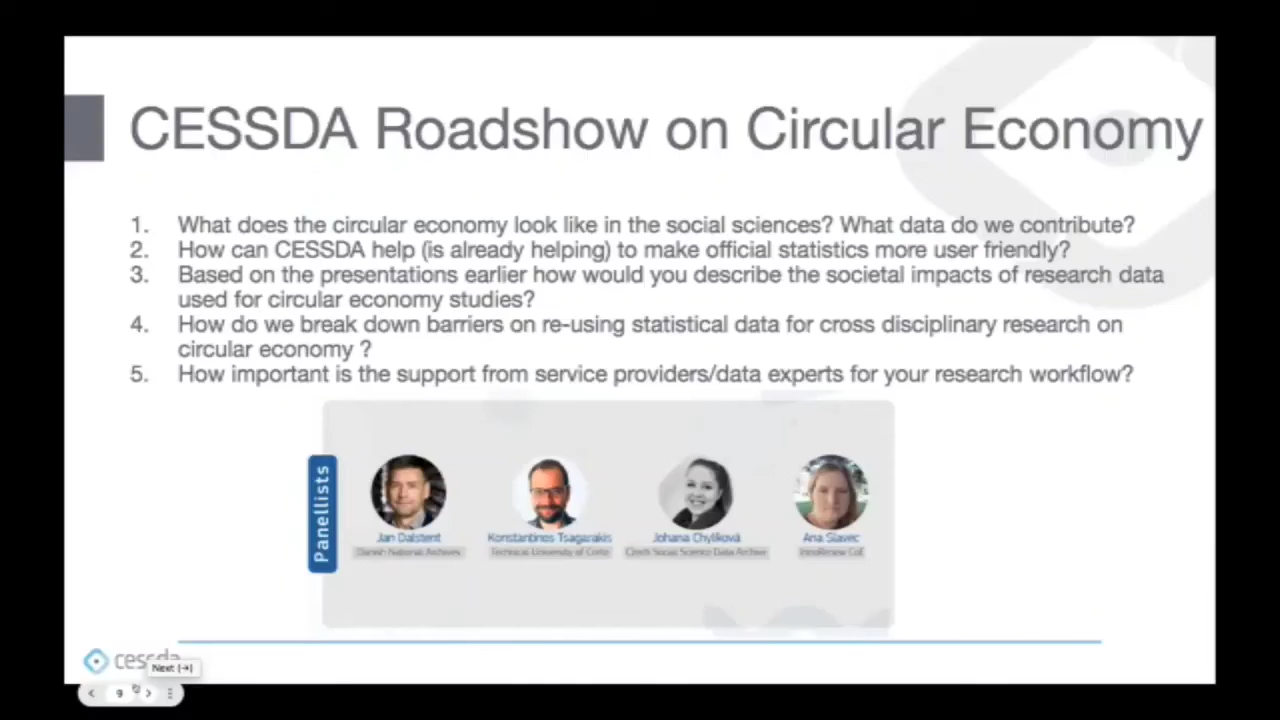 CESSDA Roadshow on Circular Economy
1. What does the circular economy look like in the social sciences? What data do we contribute?
2. How can CESSDA help (is already helping) to make official statistics more user friendly?
3. Based on the presentations earlier how would you describe the societal impacts of research data
used for circular economy studies?
4. How do we break down barriers on re-using statistical data for cross disciplinary research on
circular economy ?
5. How important is the support from service providers/data experts for your research workflow?
Panellists
Jan Dalsten Konstantinos Tsagarakis Johana Chylíková Ana Slavec
Danish National Archives Technical University of Crete Czech Social Science Data Archive InnoRenew CoE
cessda
Next (→)
9